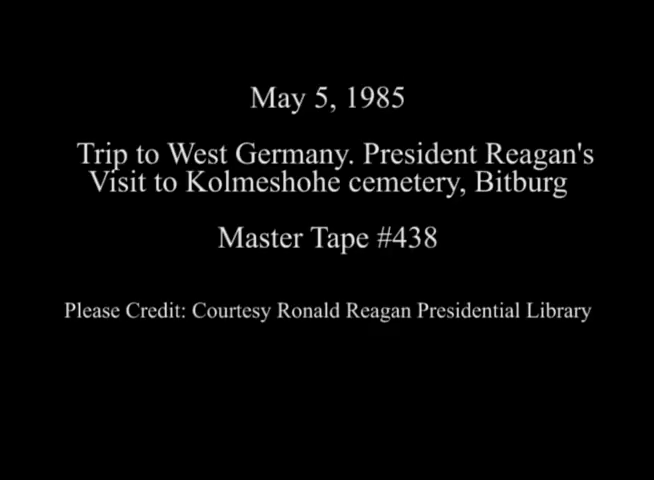 May 5, 1985
Trip to West Germany. President Reagan's
Visit to Kolmeshohe cemetery, Bitburg
Master Tape #438
Please Credit: Courtesy Ronald Reagan Presidential Library